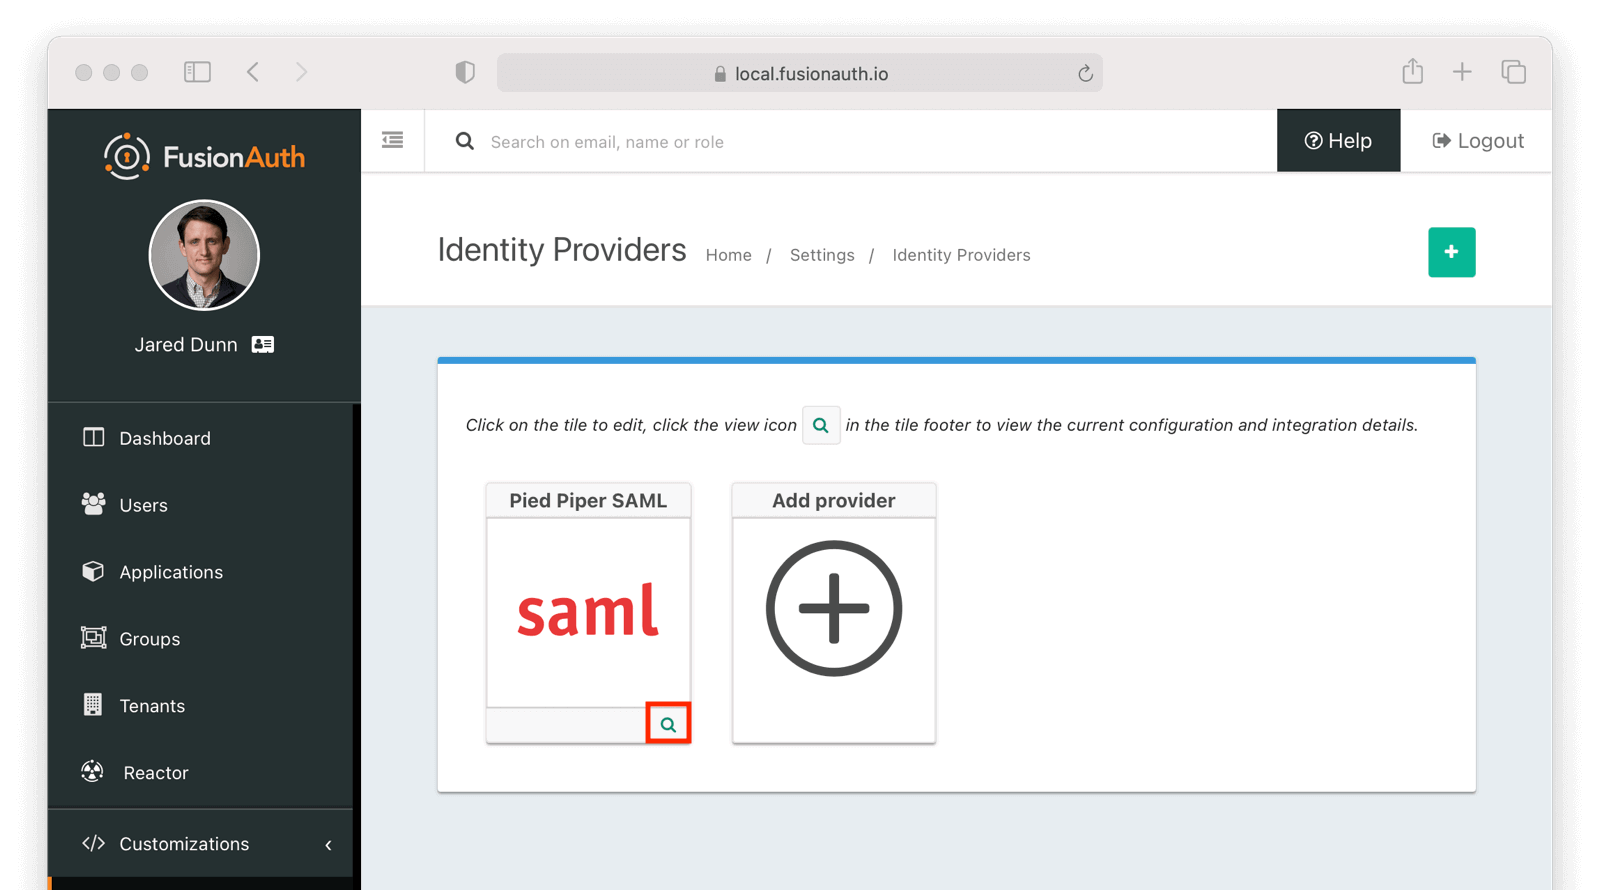 local.fusionauth.io
FusionAuth
Search on email, name or role
Help
Logout
Jared Dunn
Identity Providers
Home / Settings / Identity Providers
Dashboard
Users
Applications
Groups
Tenants
Reactor
Customizations
Click on the tile to edit, click the view icon in the tile footer to view the current configuration and integration details.
Pied Piper SAML
saml
Add provider